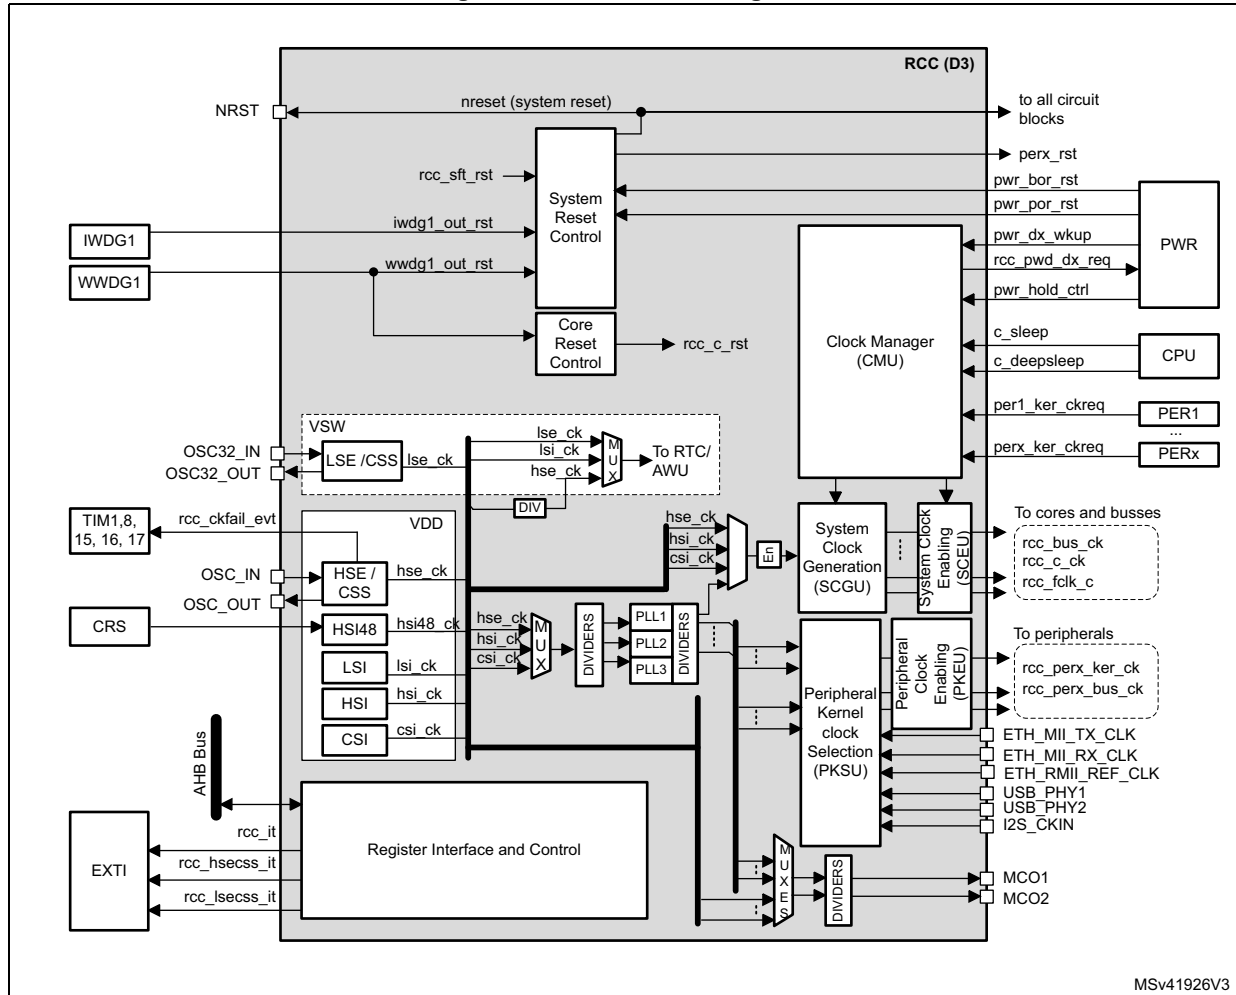 RCC (D3)
NRST
nreset (system reset)
to all circuit
blocks
perx_rst
rcc_sft_rst
System
Reset
Control
pwr_bor_rst
pwr_por_rst
PWR
IWDG1
iwdg1_out_rst
WWDG1
wwdg1_out_rst
pwr_dx_wkup
rcc_pwd_dx_req
pwr_hold_ctrl
Core
Reset
Control
rcc_c_rst
Clock Manager
(CMU)
c_sleep
c_deepsleep
CPU
per1_ker_ckreq
PER1
...
perx_ker_ckreq
PERx
VSW
OSC32_IN
OSC32_OUT
LSE /CSS
lse_ck
lse_ck
lsi_ck
hse_ck
MUX
To RTC/
AWU
DIV
TIM1,8,
15, 16, 17
rcc_ckfail_evt
VDD
OSC_IN
OSC_OUT
HSE /
CSS
hse_ck
CRS
HSI48
hsi48_ck
LSI
lsi_ck
HSI
hsi_ck
CSI
csi_ck
hse_ck
hsi_ck
csi_ck
En
System
Clock
Generation
(SCGU)
System Clock
Enabling
(SCEU)
To cores and busses
rcc_bus_ck
rcc_c_ck
rcc_fclk_c
hse_ck
hsi_ck
csi_ck
MUX
DIVIDERS
PLL1
PLL2
PLL3
DIVIDERS
Peripheral
Kernel
clock
Selection
(PKSU)
Peripheral
Clock
Enabling
(PKEU)
To peripherals
rcc_perx_ker_ck
rcc_perx_bus_ck
ETH_MII_TX_CLK
ETH_MII_RX_CLK
ETH_RMII_REF_CLK
USB_PHY1
USB_PHY2
I2S_CKIN
AHB Bus
Register Interface and Control
EXTI
rcc_it
rcc_hsecss_it
rcc_lsecss_it
MUXES
DIVIDERS
MCO1
MCO2
MSv41926V3